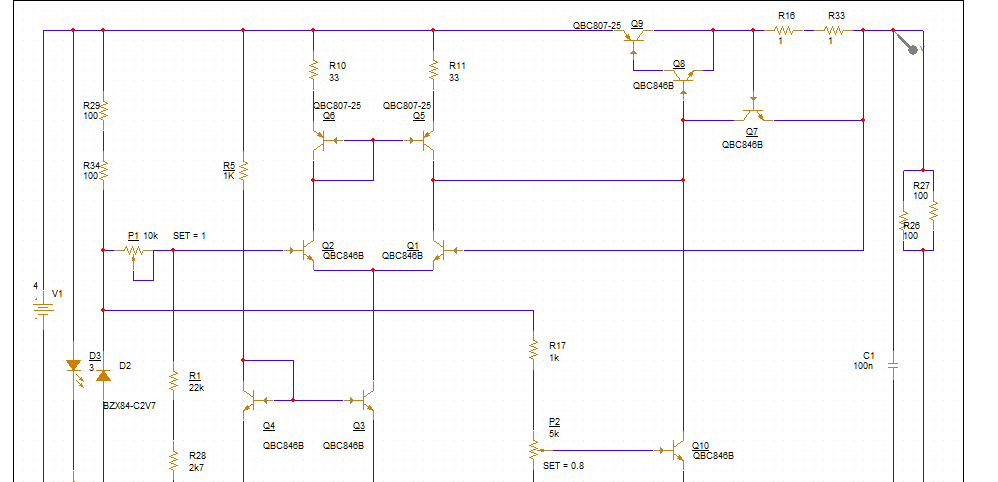 QBC807-25
Q9
R16
1
R33
1
V
R10
33
R11
33
Q8
QBC846B
R29
100
QBC807-25
Q6
QBC807-25
Q5
Q7
QBC846B
R34
100
R5
1K
R27
100
R26
100
P1 10k
SET = 1
Q2
QBC846B
Q1
QBC846B
4
V1
D3
3
D2
BZX84-C2V7
R1
22k
R17
1k
C1
100n
Q4
QBC846B
Q3
QBC846B
P2
5k
SET = 0.8
Q10
QBC846B
R28
2k7